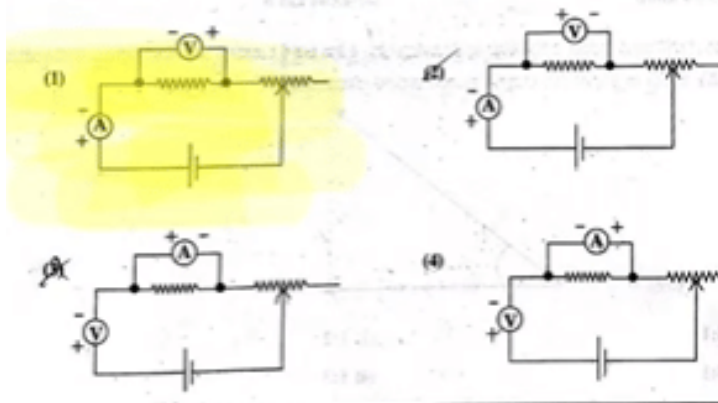 - V +
+ V -
(1)
(2)
-
A
+
-
A
+
+ A -
- A +
(3)
(4)
-
V
+
-
V
+